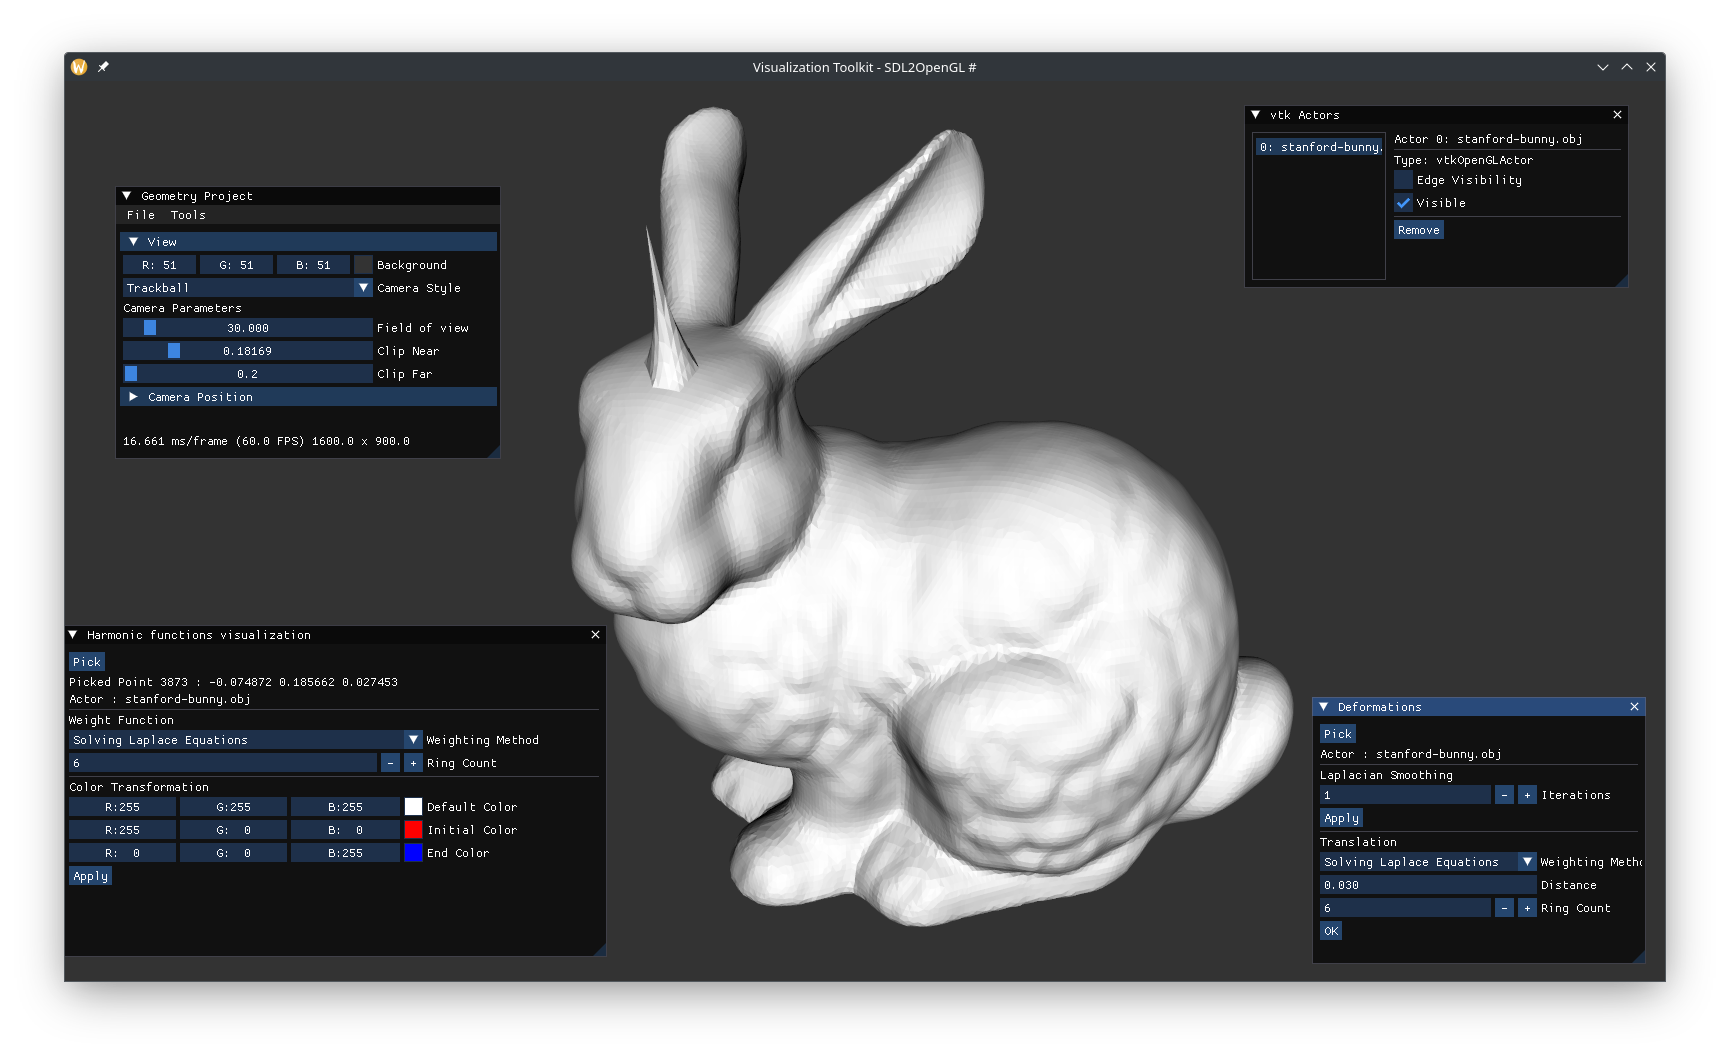 Visualization Toolkit - SDL2OpenGL #
Geometry Project
File Tools
View
R: 51 G: 51 B: 51 Background
Trackball Camera Style
Camera Parameters
30.000 Field of view
0.18169 Clip Near
0.2 Clip Far
Camera Position
16.661 ms/frame (60.0 FPS) 1600.0 x 900.0
vtk Actors
0: stanford-bunny.
Actor 0: stanford-bunny.obj
Type: vtkOpenGLActor
Edge Visibility
Visible
Remove
Harmonic functions visualization
Pick
Picked Point 3873 : -0.074872 0.185662 0.027453
Actor : stanford-bunny.obj
Weight Function
Solving Laplace Equations Weighting Method
6 - + Ring Count
Color Transformation
R:255 G:255 B:255 Default Color
R:255 G: 0 B: 0 Initial Color
R: 0 G: 0 B:255 End Color
Apply
Deformations
Pick
Actor : stanford-bunny.obj
Laplacian Smoothing
1 - + Iterations
Apply
Translation
Solving Laplace Equations Weighting Meth
0.030 Distance
6 - + Ring Count
OK